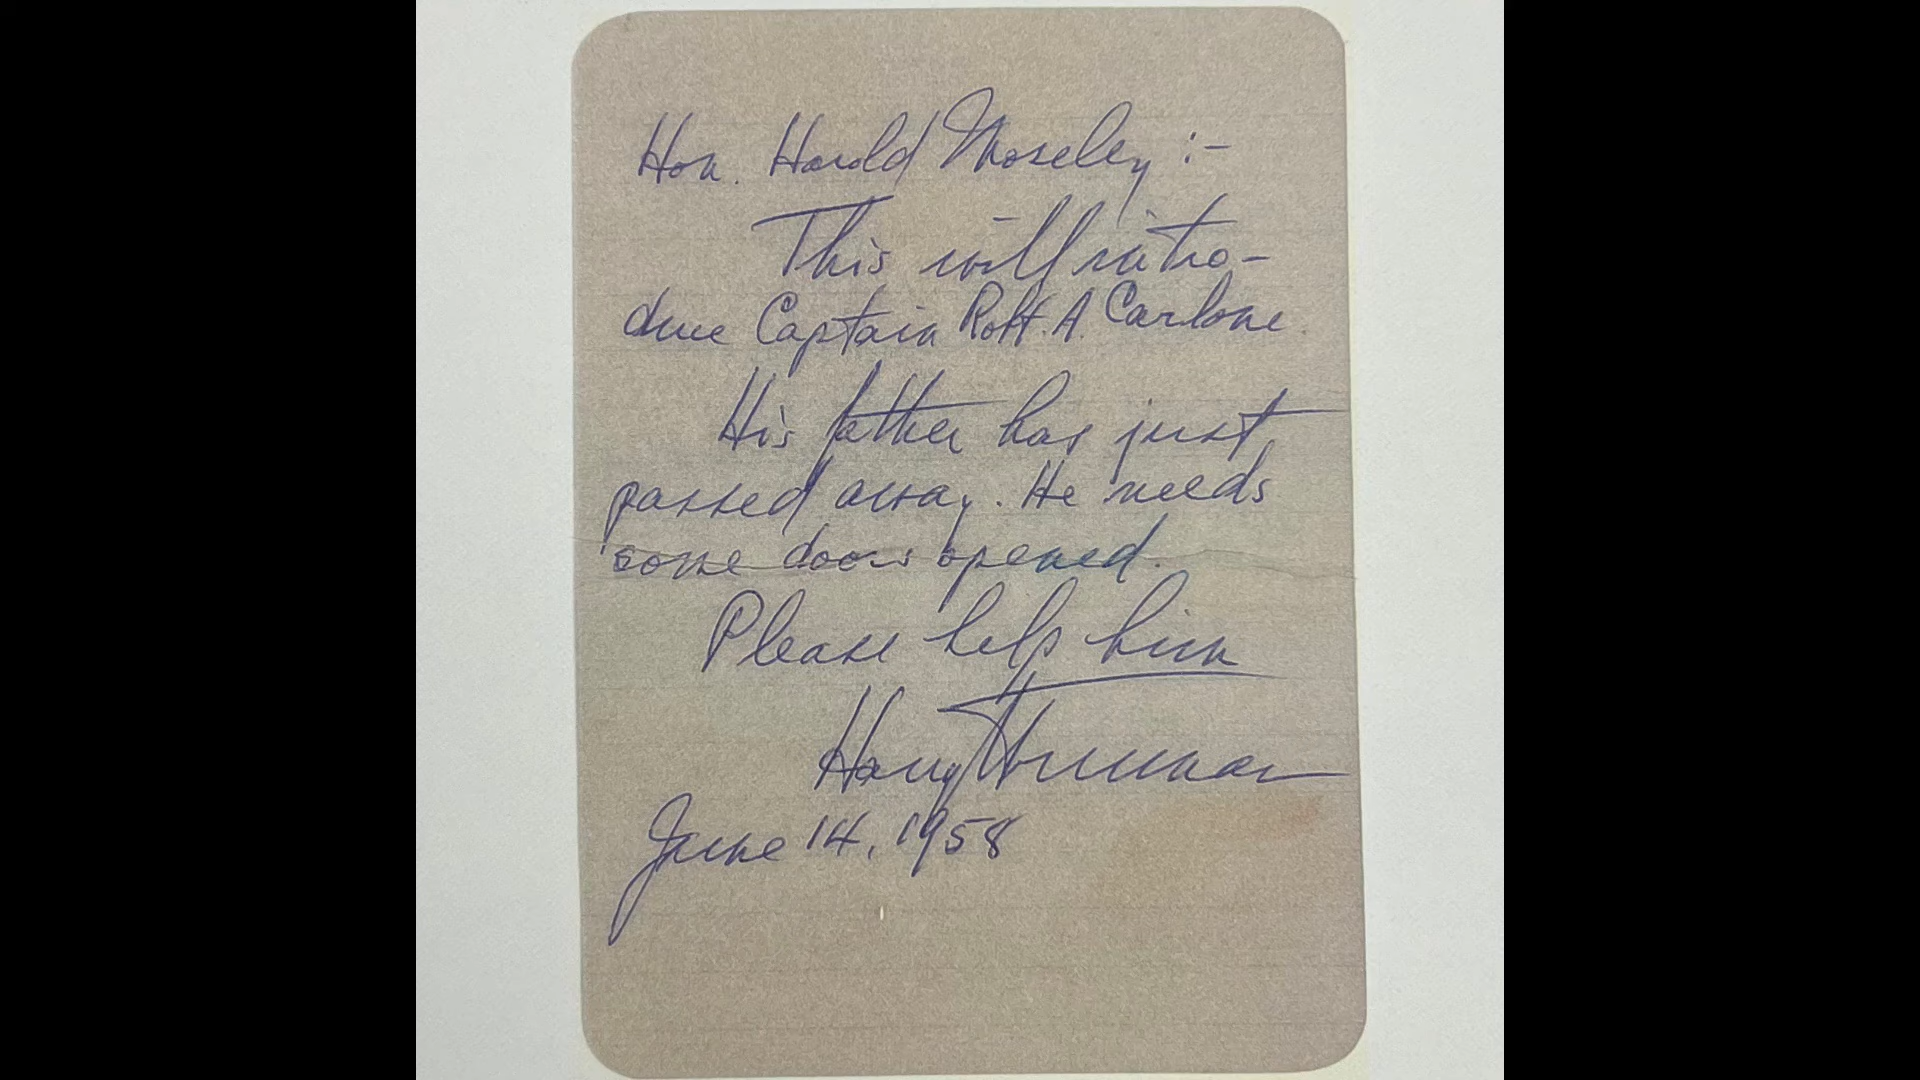 Hon. Harold Moseley :-
This will intro-
duce Captain Robt. A. Carlone.
His father has just
passed away. He needs
some doors opened.
Please help him
Harry Truman
June 14, 1958